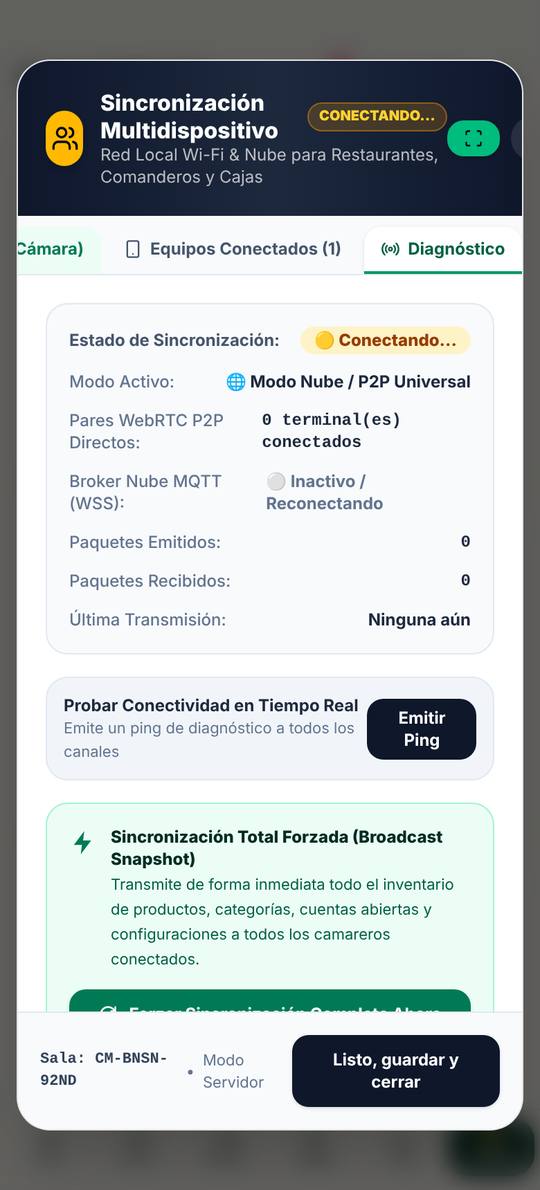 Sincronización
Multidispositivo
CONECTANDO...
Red Local Wi-Fi & Nube para Restaurantes,
Comanderos y Cajas
Cámara)
Equipos Conectados (1)
Diagnóstico
Estado de Sincronización:
🟡 Conectando...
Modo Activo:
🌐 Modo Nube / P2P Universal
Pares WebRTC P2P
Directos:
0 terminal(es)
conectados
Broker Nube MQTT
(WSS):
⚪ Inactivo /
Reconectando
Paquetes Emitidos:
0
Paquetes Recibidos:
0
Última Transmisión:
Ninguna aún
Probar Conectividad en Tiempo Real
Emite un ping de diagnóstico a todos los
canales
Emitir
Ping
Sincronización Total Forzada (Broadcast
Snapshot)
Transmite de forma inmediata todo el inventario
de productos, categorías, cuentas abiertas y
configuraciones a todos los camareros
conectados.
Forzar Sincronización Completa Ahora
Sala: CM-BNSN-
92ND
•
Modo
Servidor
Listo, guardar y
cerrar